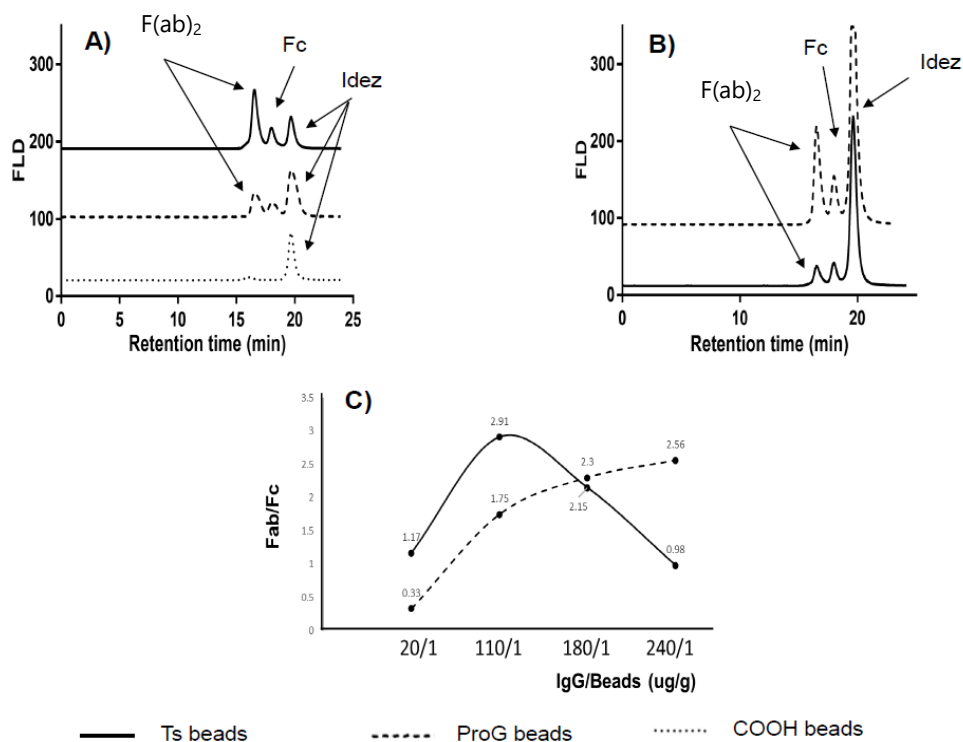 A)
F(ab)₂
Fc
Idez
300
200
100
0
FLD
0 5 10 15 20 25
Retention time (min)
B)
F(ab)₂
Fc
Idez
300
200
100
0
FLD
0 10 20
Retention time (min)
C)
3.5
3
2.5
2
1.5
1
0.5
0
Fab/Fc
1.17
2.91
2.3
2.56
0.33
1.75
2.15
0.98
20/1 110/1 180/1 240/1
IgG/Beads (ug/g)
Ts beads ProG beads COOH beads